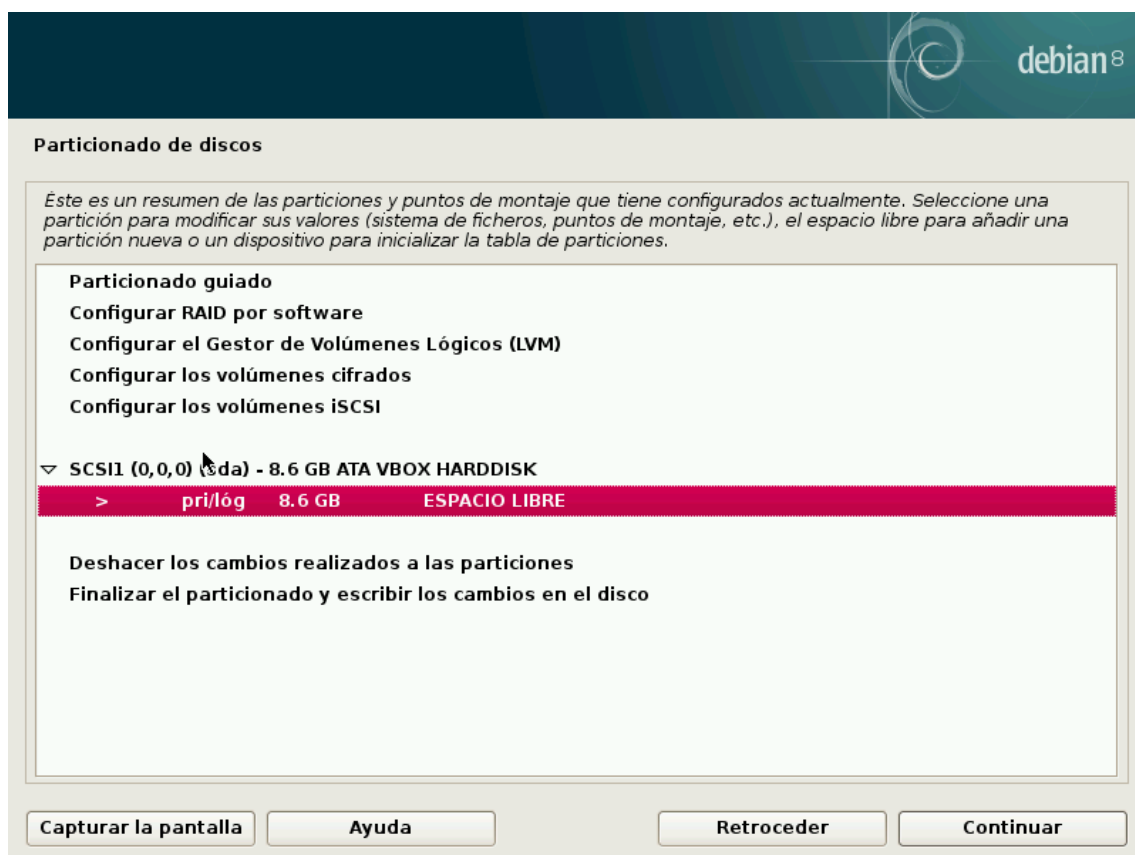 debian 8
Particionado de discos
Éste es un resumen de las particiones y puntos de montaje que tiene configurados actualmente. Seleccione una
partición para modificar sus valores (sistema de ficheros, puntos de montaje, etc.), el espacio libre para añadir una
partición nueva o un dispositivo para inicializar la tabla de particiones.
Particionado guiado
Configurar RAID por software
Configurar el Gestor de Volúmenes Lógicos (LVM)
Configurar los volúmenes cifrados
Configurar los volúmenes iSCSI
SCSI1 (0,0,0) (sda) - 8.6 GB ATA VBOX HARDDISK
> pri/lóg 8.6 GB ESPACIO LIBRE
Deshacer los cambios realizados a las particiones
Finalizar el particionado y escribir los cambios en el disco
Capturar la pantalla Ayuda Retroceder Continuar